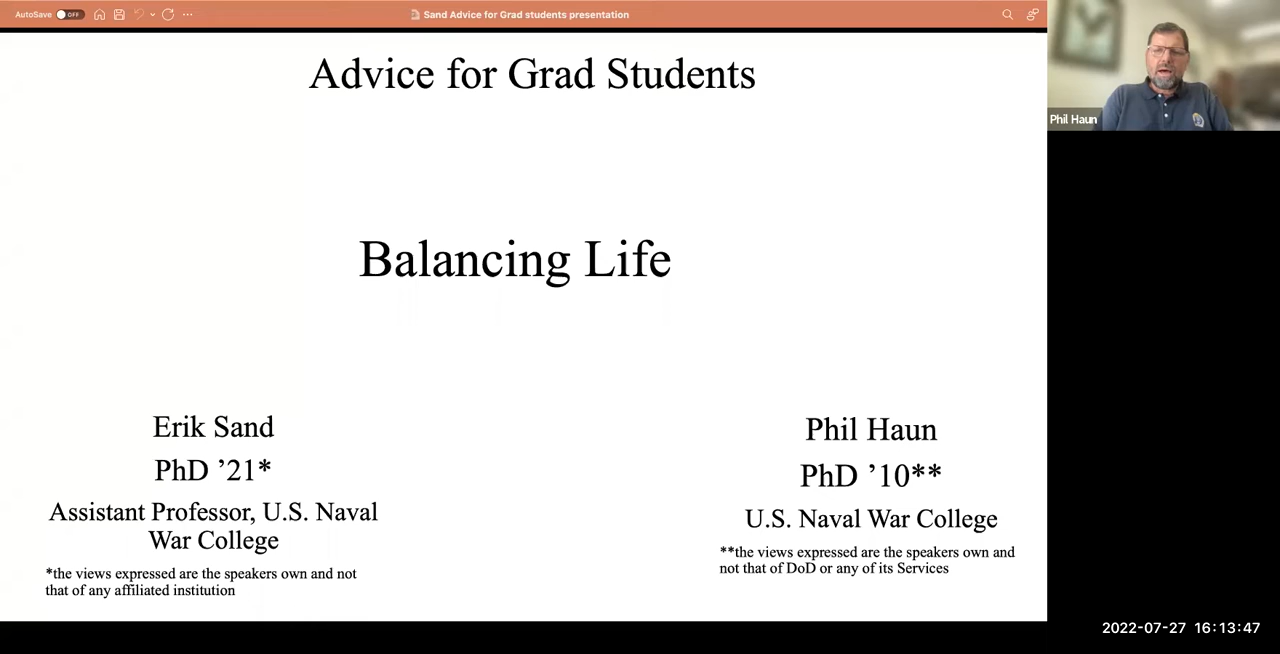 AutoSave OFF
Sand Advice for Grad students presentation
Advice for Grad Students
Phil Haun
Balancing Life
Erik Sand
PhD ’21*
Assistant Professor, U.S. Naval
War College
*the views expressed are the speakers own and not
that of any affiliated institution
Phil Haun
PhD ’10**
U.S. Naval War College
**the views expressed are the speakers own and
not that of DoD or any of its Services
2022-07-27 16:13:47